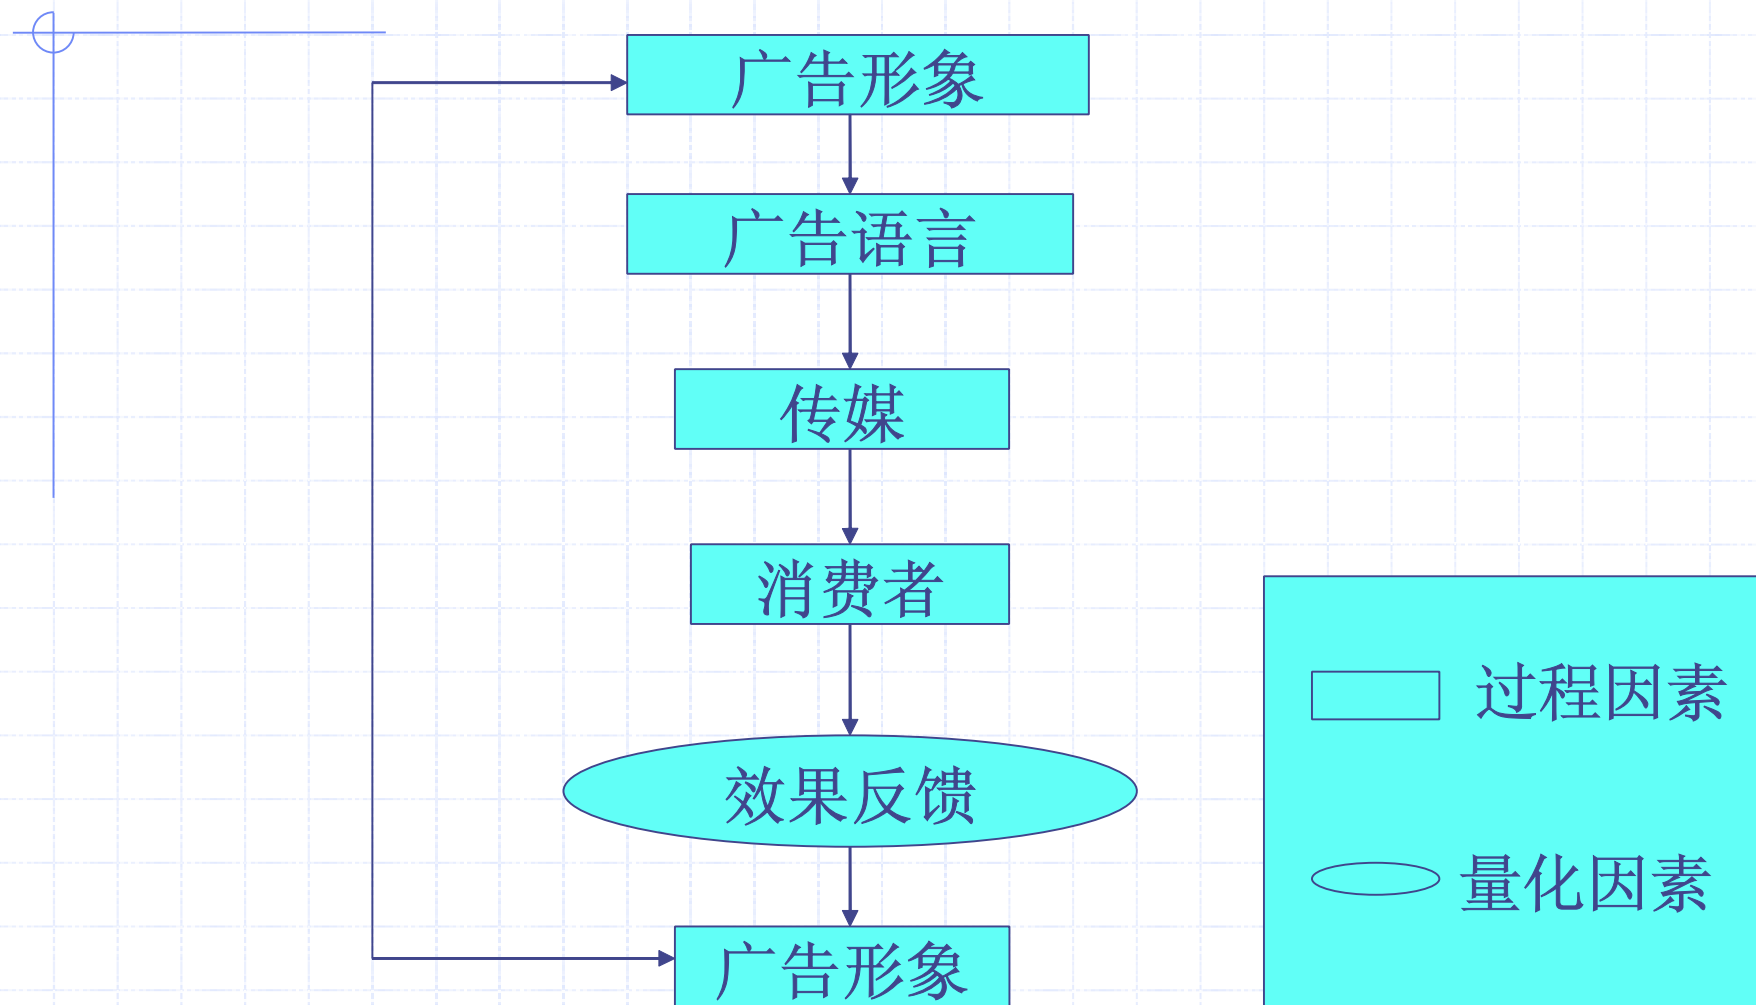 广告形象
广告语言
传媒
消费者
过程因素
效果反馈
量化因素
广告形象